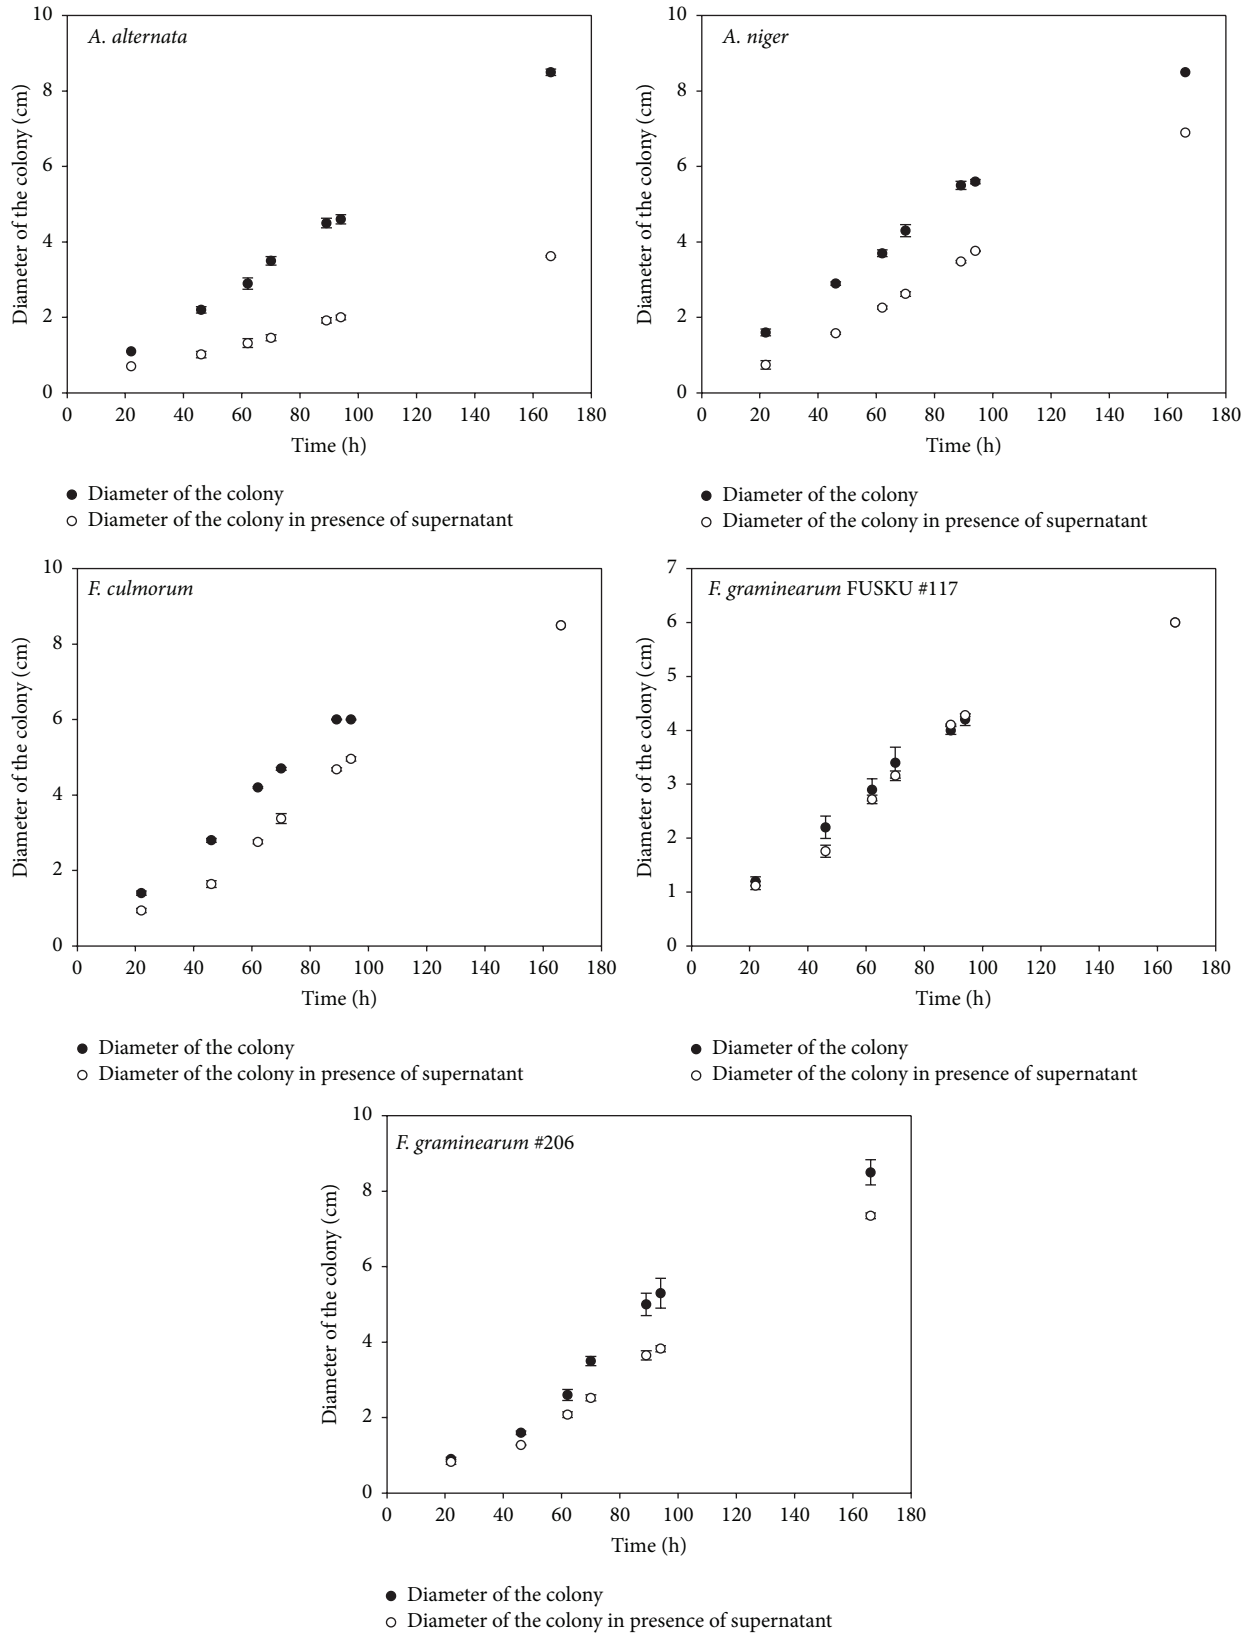 A. alternata
Diameter of the colony (cm)
10
8
6
4
2
0
0 20 40 60 80 100 120 140 160 180
Time (h)
Diameter of the colony
Diameter of the colony in presence of supernatant
A. niger
Diameter of the colony (cm)
10
8
6
4
2
0
0 20 40 60 80 100 120 140 160 180
Time (h)
Diameter of the colony
Diameter of the colony in presence of supernatant
F. culmorum
Diameter of the colony (cm)
10
8
6
4
2
0
0 20 40 60 80 100 120 140 160 180
Time (h)
Diameter of the colony
Diameter of the colony in presence of supernatant
F. graminearum FUSKU #117
Diameter of the colony (cm)
7
6
5
4
3
2
1
0
0 20 40 60 80 100 120 140 160 180
Time (h)
Diameter of the colony
Diameter of the colony in presence of supernatant
F. graminearum #206
Diameter of the colony (cm)
10
8
6
4
2
0
0 20 40 60 80 100 120 140 160 180
Time (h)
Diameter of the colony
Diameter of the colony in presence of supernatant